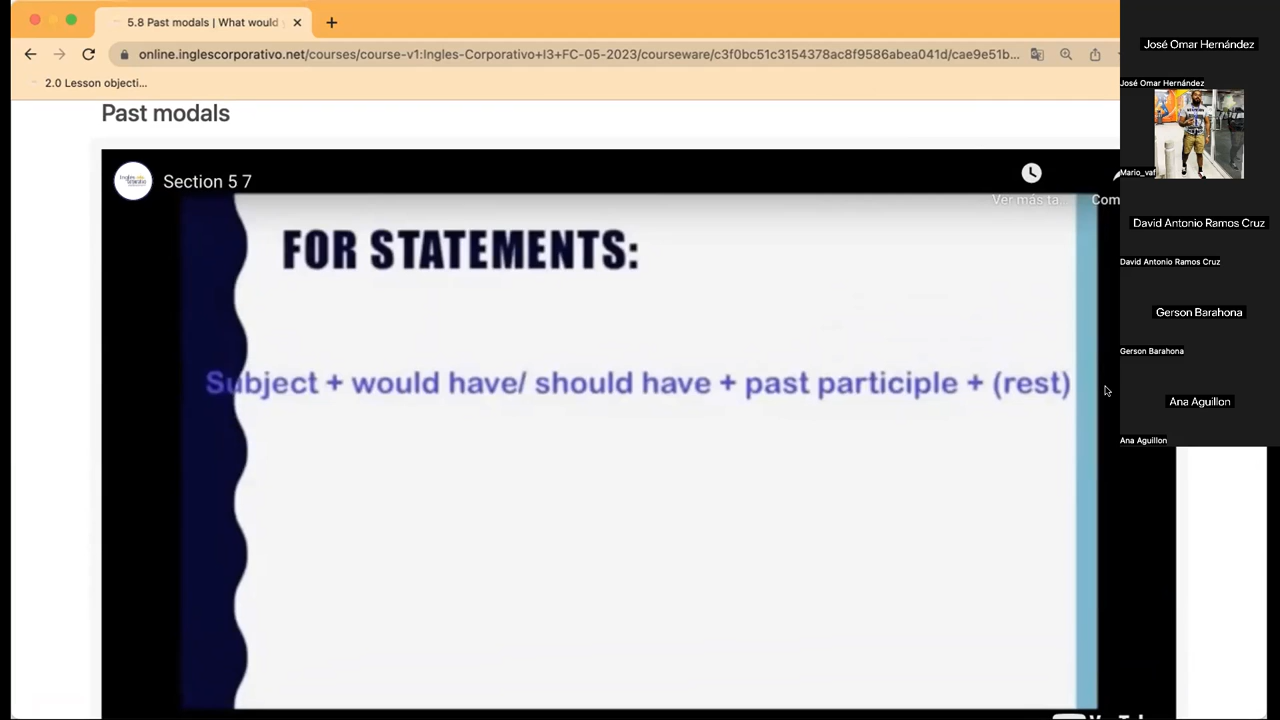 5.8 Past modals | What would
online.inglescorporativo.net/courses/course-v1:Ingles-Corporativo+I3+FC-05-2023/courseware/c3f0bc51c3154378ac8f9586abea041d/cae9e51b...
2.0 Lesson objecti...
Past modals
Section 5 7
Ver más ta...
Com
FOR STATEMENTS:
Subject + would have/ should have + past participle + (rest)
José Omar Hernández
José Omar Hernández
Mario_vaf
David Antonio Ramos Cruz
David Antonio Ramos Cruz
Gerson Barahona
Gerson Barahona
Ana Aguillon
Ana Aguillon